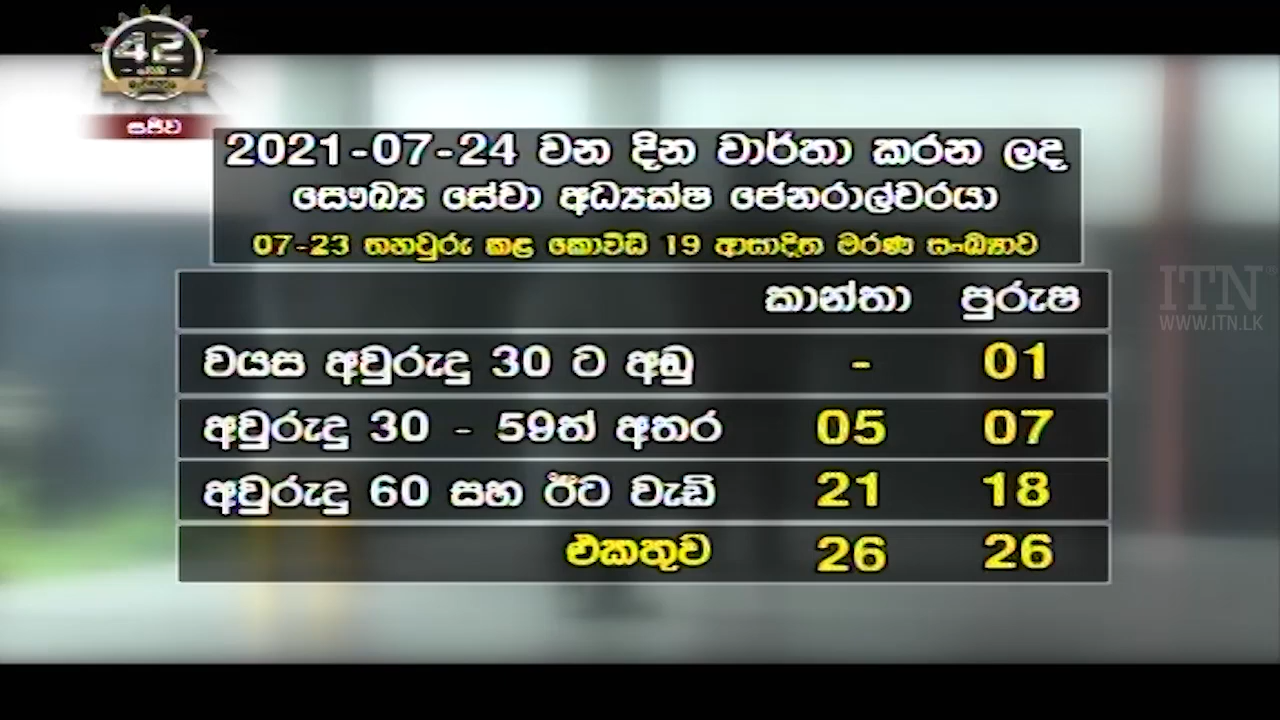 42
සජීව
2021-07-24 වන දින වාර්තා කරන ලද
සෞඛ්‍ය සේවා අධ්‍යක්ෂ ජෙනරාල්වරයා
07-23 තහවුරු කළ කොවිඩ් 19 ආසාදිත මරණ සංඛ්‍යාව
ITN
WWW.ITN.LK
කාන්තා පුරුෂ
වයස අවුරුදු 30 ට අඩු - 01
අවුරුදු 30 - 59ත් අතර 05 07
අවුරුදු 60 සහ ඊට වැඩි 21 18
එකතුව 26 26